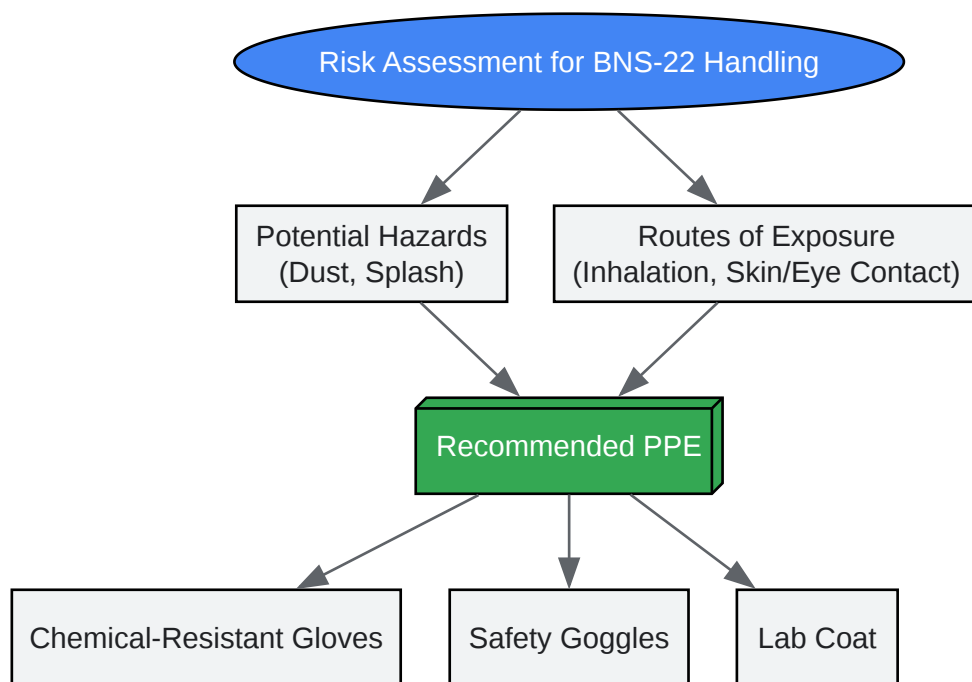 Risk Assessment for BNS-22 Handling
Potential Hazards
(Dust, Splash)
Routes of Exposure
(Inhalation, Skin/Eye Contact)
Recommended PPE
Chemical-Resistant Gloves
Safety Goggles
Lab Coat